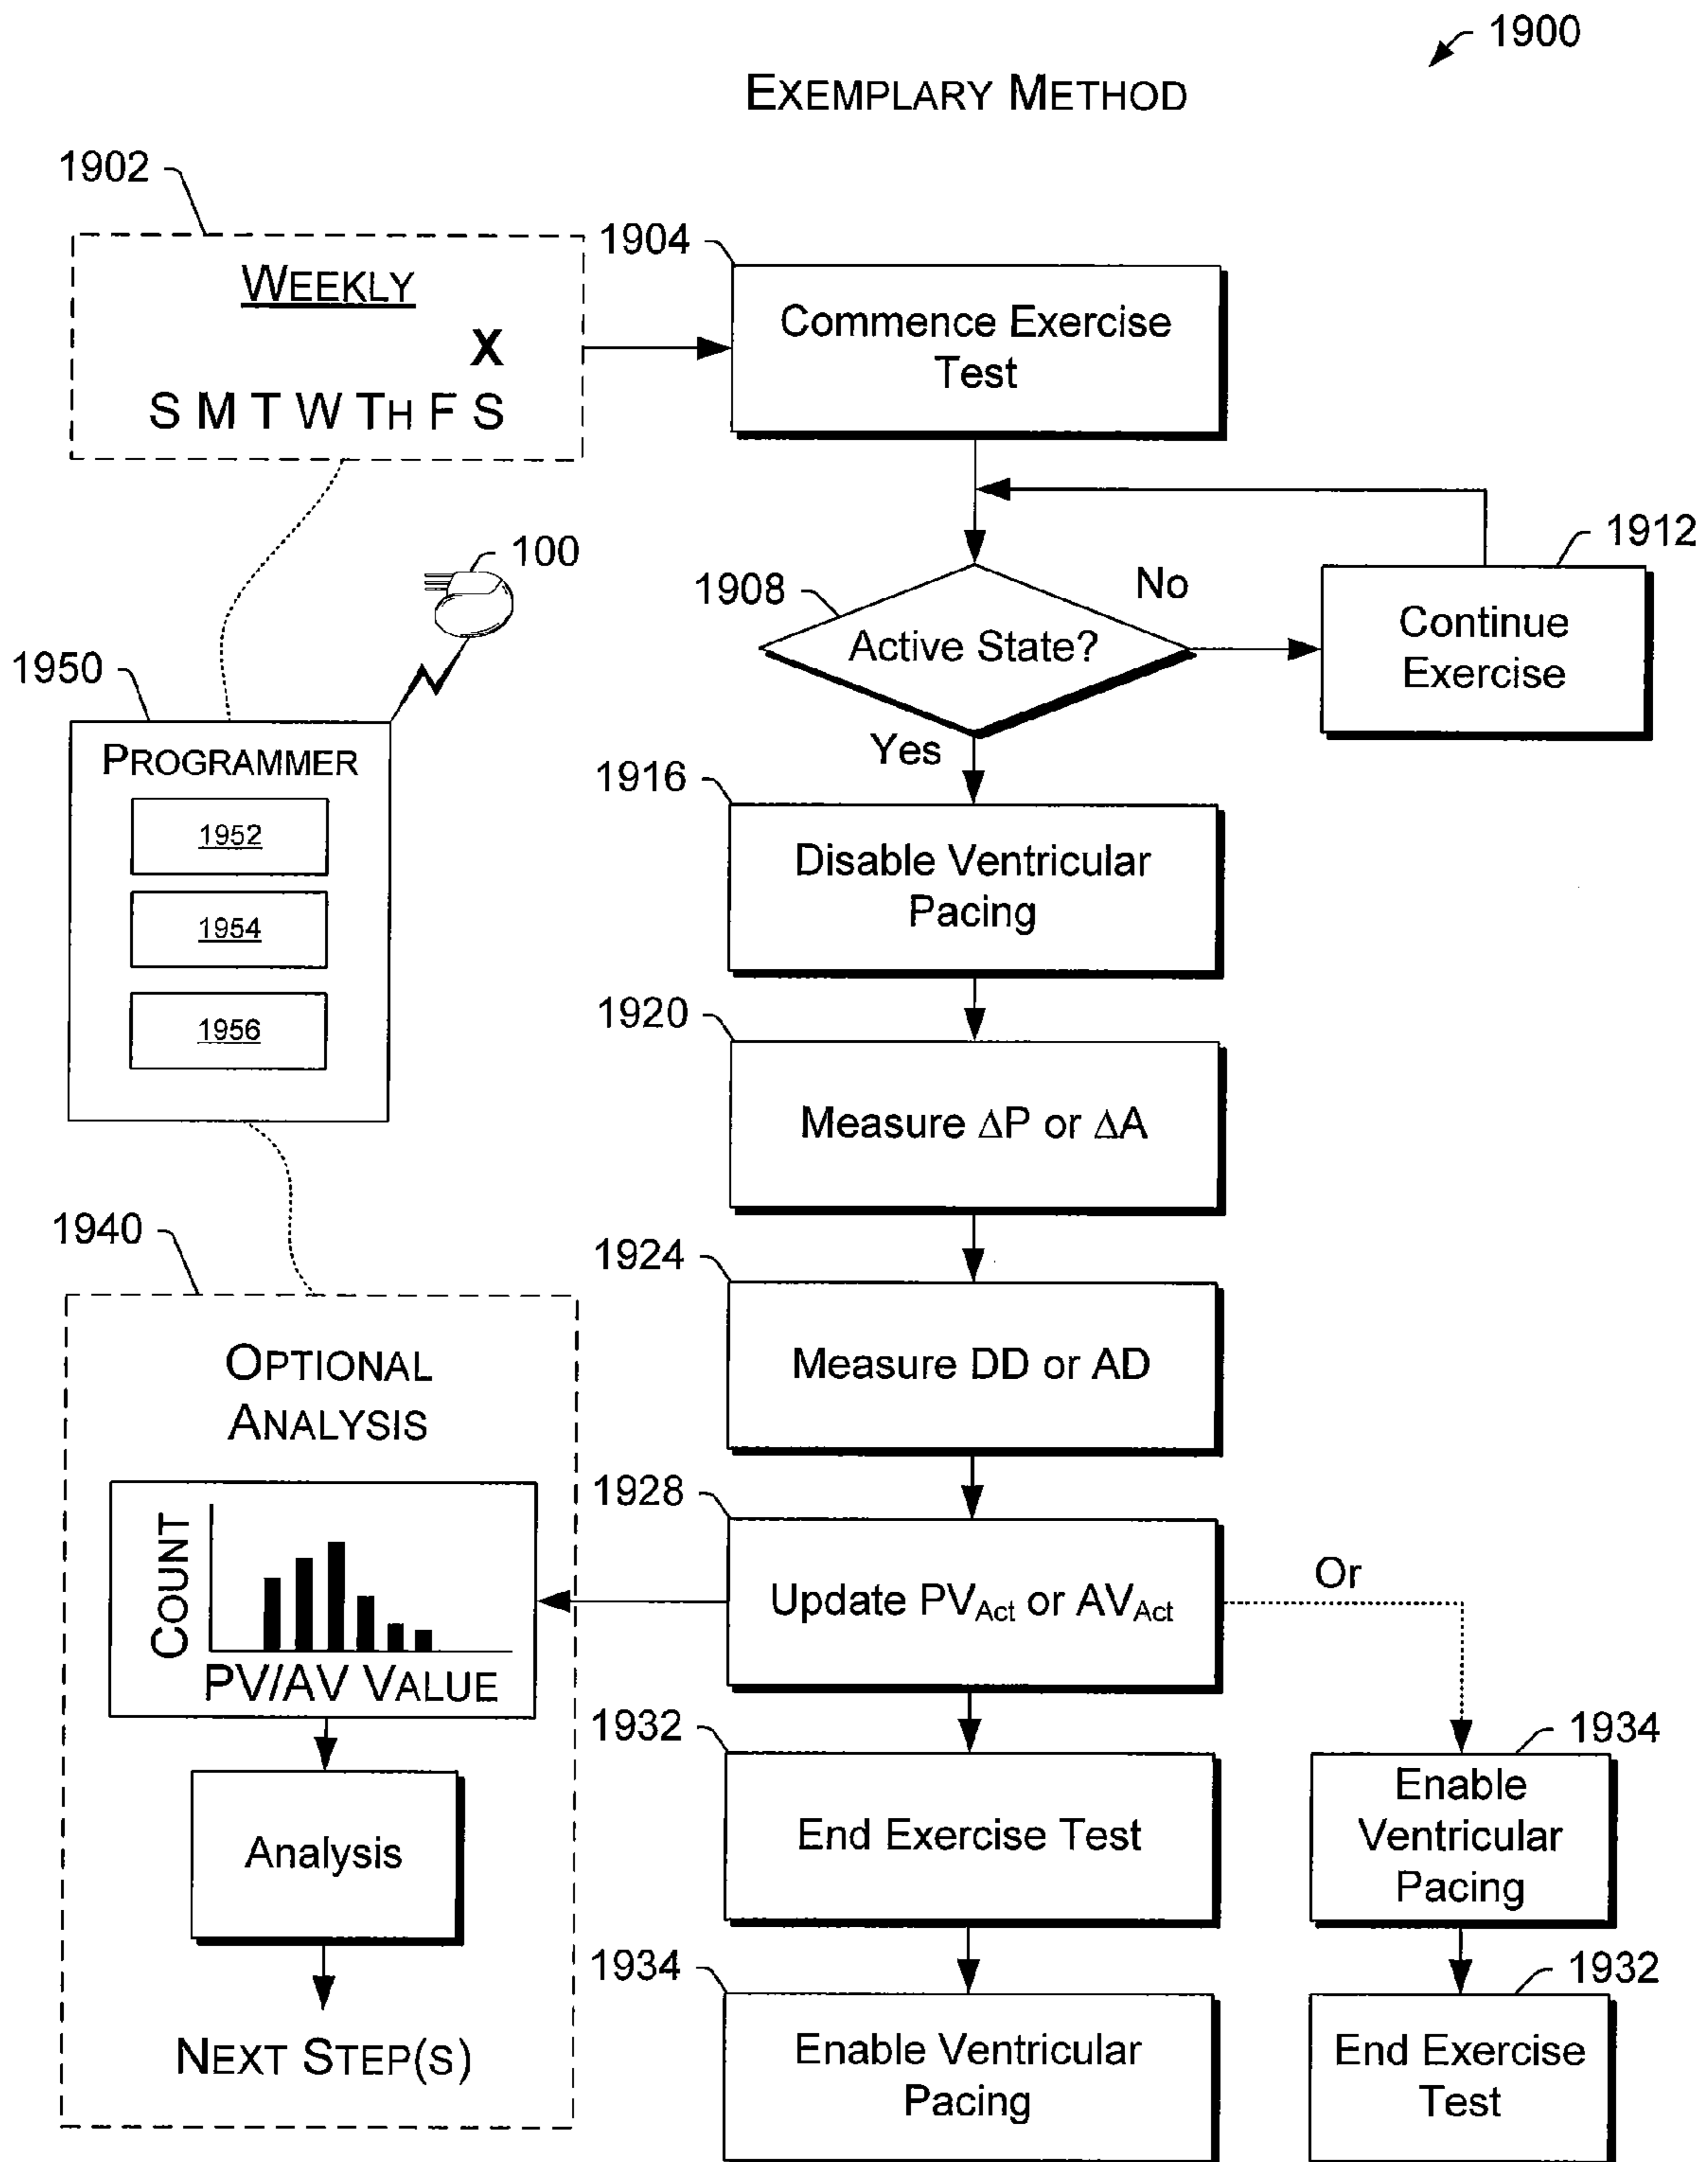 1900
EXEMPLARY METHOD
1902
WEEKLY
X
S M T W TH F S
1904
Commence Exercise
Test
100
1908
Active State?
No
Yes
1912
Continue
Exercise
1950
PROGRAMMER
1952
1954
1956
1916
Disable Ventricular
Pacing
1920
Measure ΔP or ΔA
1924
Measure DD or AD
1928
Update PVAct or AVAct
Or
1940
OPTIONAL
ANALYSIS
COUNT
PV/AV VALUE
Analysis
NEXT STEP(S)
1932
End Exercise Test
1934
Enable Ventricular
Pacing
1934
Enable
Ventricular
Pacing
1932
End Exercise
Test